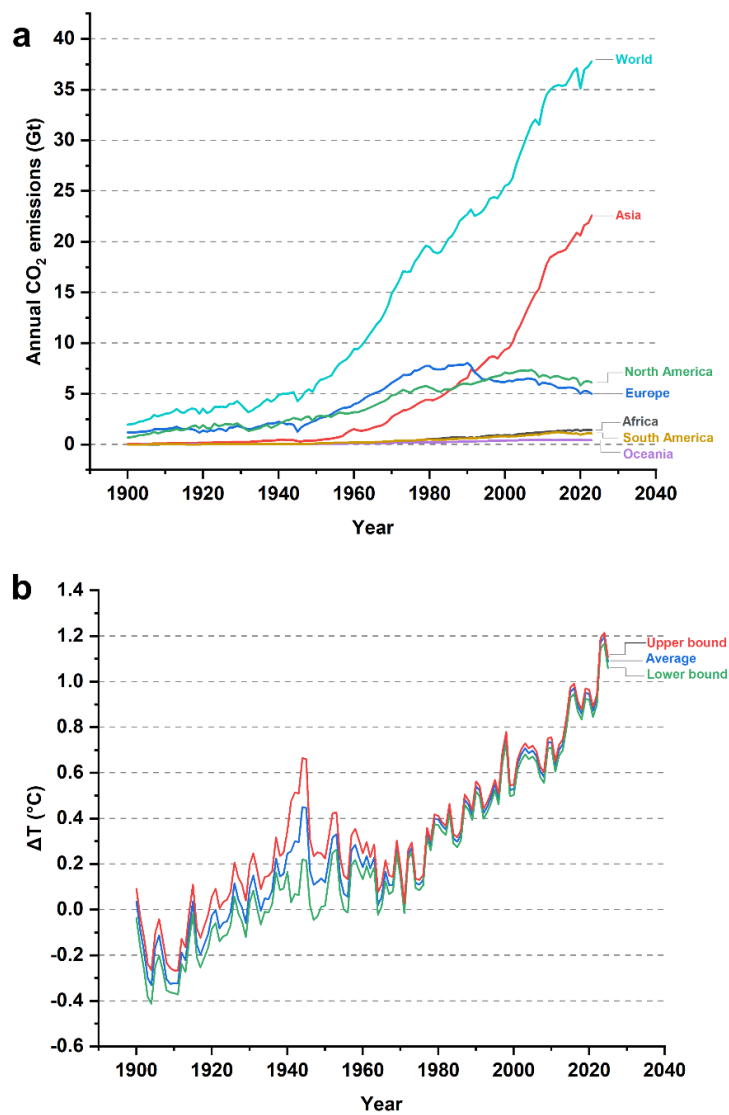 a
Annual CO₂ emissions (Gt)
40
35
30
25
20
15
10
5
0
World
Asia
North America
Europe
Africa
South America
Oceania
1900 1920 1940 1960 1980 2000 2020 2040
Year
b
ΔT (°C)
1.4
1.2
1.0
0.8
0.6
0.4
0.2
0.0
-0.2
-0.4
-0.6
Upper bound
Average
Lower bound
1900 1920 1940 1960 1980 2000 2020 2040
Year